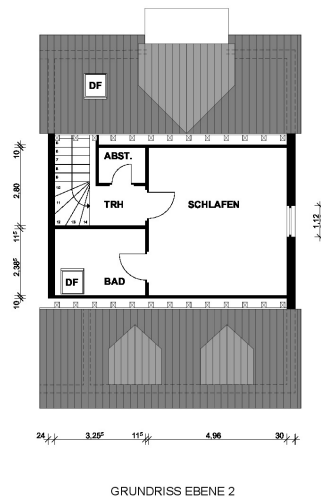 DF
ABST.
TRH
SCHLAFEN
DF
BAD
10
2.80
11⁵
2.38⁵
10
1.12
24
3.25⁵
11⁵
4.96
30
GRUNDRISS EBENE 2